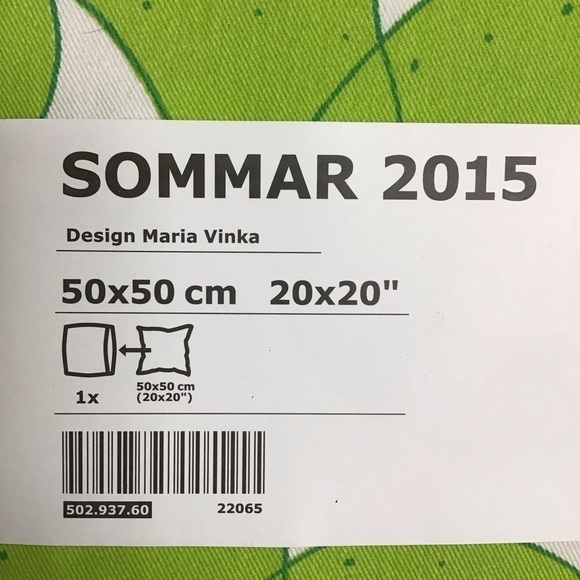 SOMMAR 2015
Design Maria Vinka
50x50 cm 20x20"
50x50 cm
1x (20x20")
502.937.60 22065